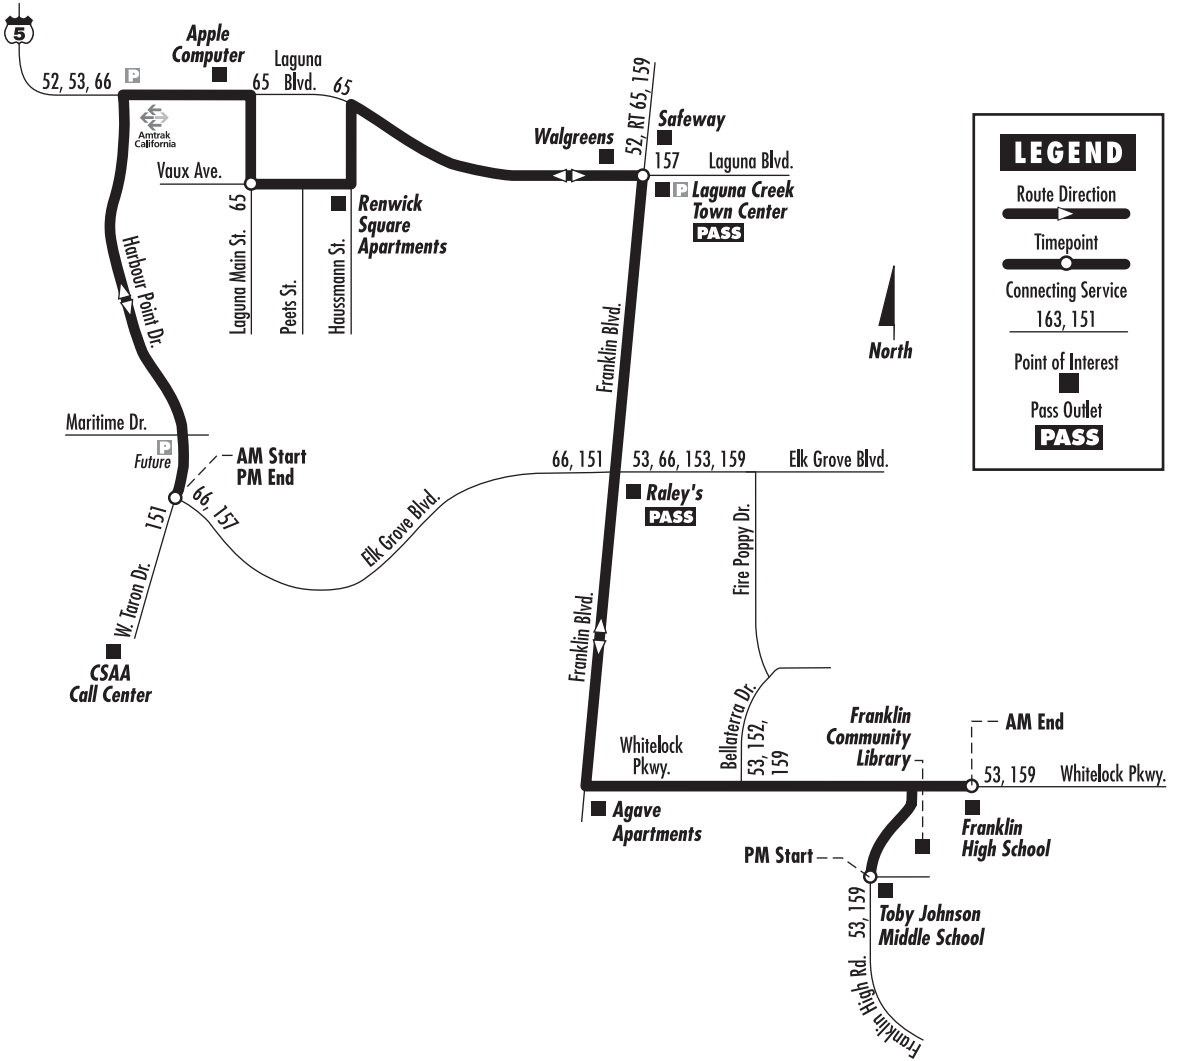 5
Apple
Computer
52, 53, 66
P
65
Laguna
Blvd.
65
Amtrak
California
Vaux Ave.
65
Laguna Main St.
Peets St.
Haussmann St.
Renwick
Square
Apartments
Walgreens
52, RT 65, 159
Safeway
157
Laguna Blvd.
P
Laguna Creek
Town Center
PASS
LEGEND
Route Direction
Timepoint
Connecting Service
163, 151
Point of Interest
Pass Outlet
PASS
North
Harbour Point Dr.
Franklin Blvd.
Maritime Dr.
P
Future
AM Start
PM End
151
66, 157
W. Taron Dr.
CSAA
Call Center
Elk Grove Blvd.
66, 151
53, 66, 153, 159
Elk Grove Blvd.
Raley's
PASS
Fire Poppy Dr.
Franklin Blvd.
Bellaterra Dr.
53, 152,
159
Whitelock
Pkwy.
Agave
Apartments
Franklin
Community
Library
AM End
53, 159
Whitelock Pkwy.
Franklin
High School
PM Start
53, 159
Toby Johnson
Middle School
Franklin High Rd.